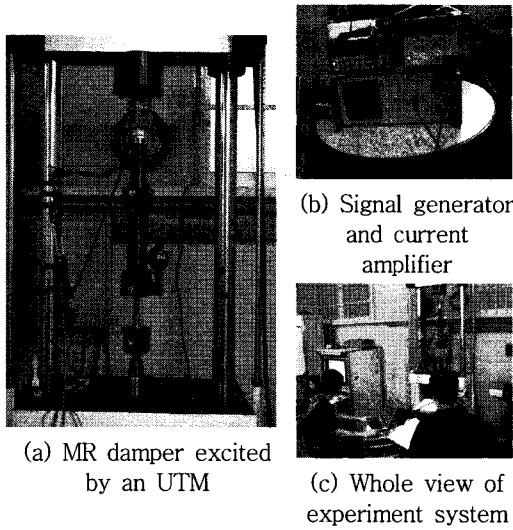 (a) MR damper excited
by an UTM
(b) Signal generator
and current
amplifier
(c) Whole view of
experiment system